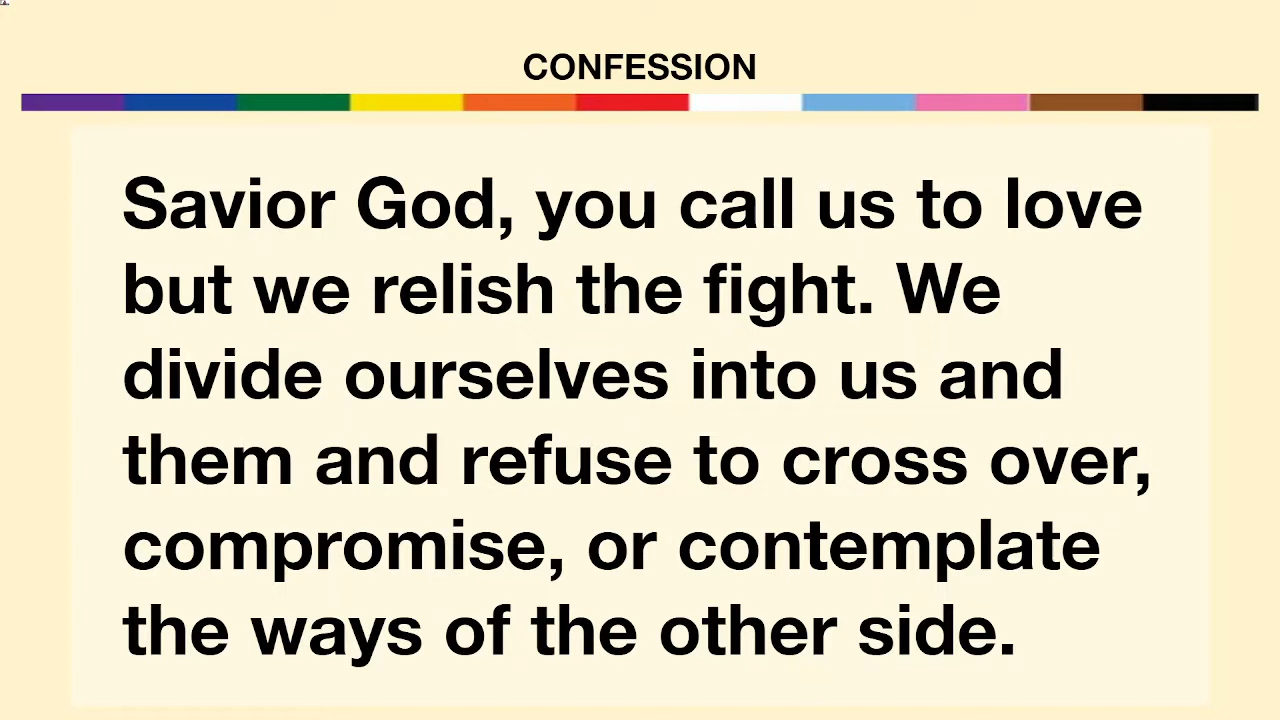 CONFESSION
Savior God, you call us to love
but we relish the fight. We
divide ourselves into us and
them and refuse to cross over,
compromise, or contemplate
the ways of the other side.